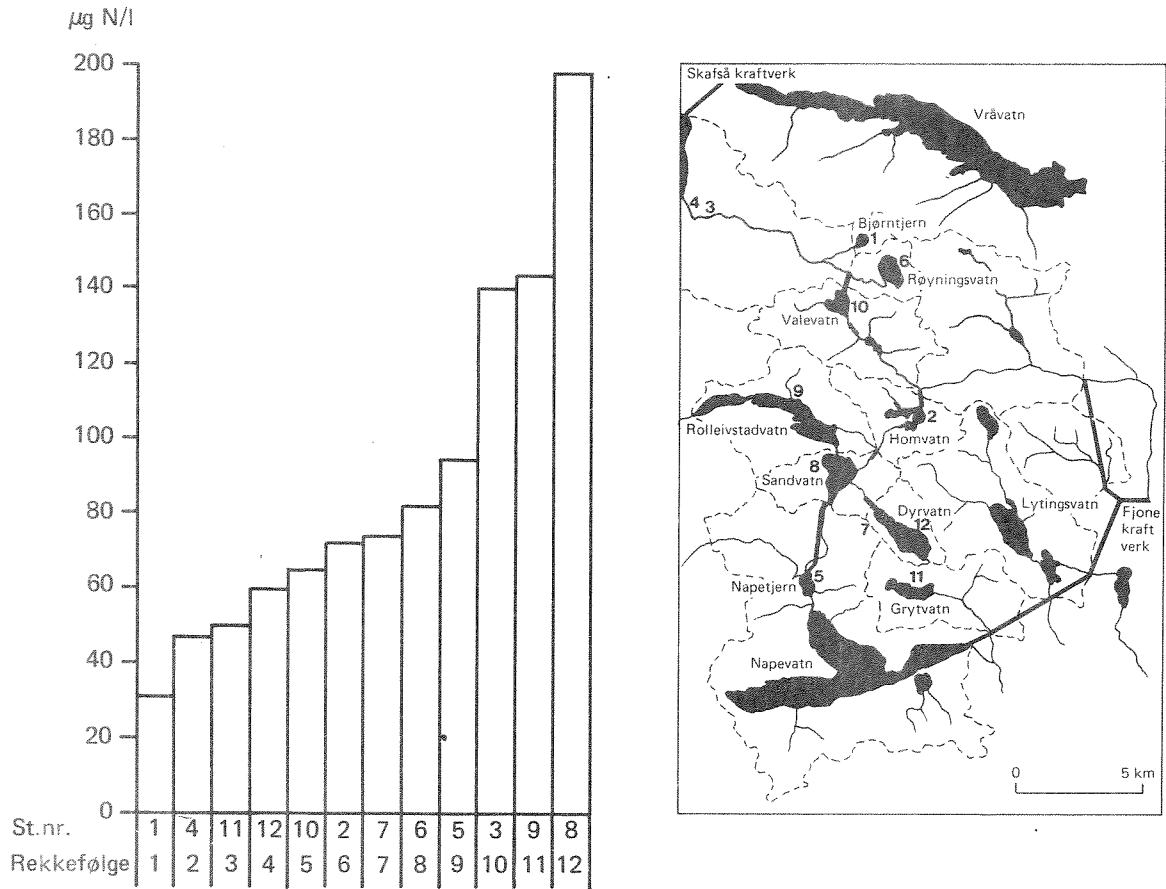 µg N/l
200
180
160
140
120
100
80
60
40
20
0
St.nr. 1 4 11 12 10 2 7 6 5 3 9 8
Rekkefølge 1 2 3 4 5 6 7 8 9 10 11 12
Skafså kraftverk
Vråvatn
4 3
Bjørntjern
1
6
Røyningsvatn
10
Valevatn
9
2
Rolleivstadvatn
Homvatn
8
Sandvatn
Dyrvatn
Lytingsvatn
Fjone
kraft
verk
7
12
5
11
Napetjern
Grytvatn
Napevatn
0 5 km